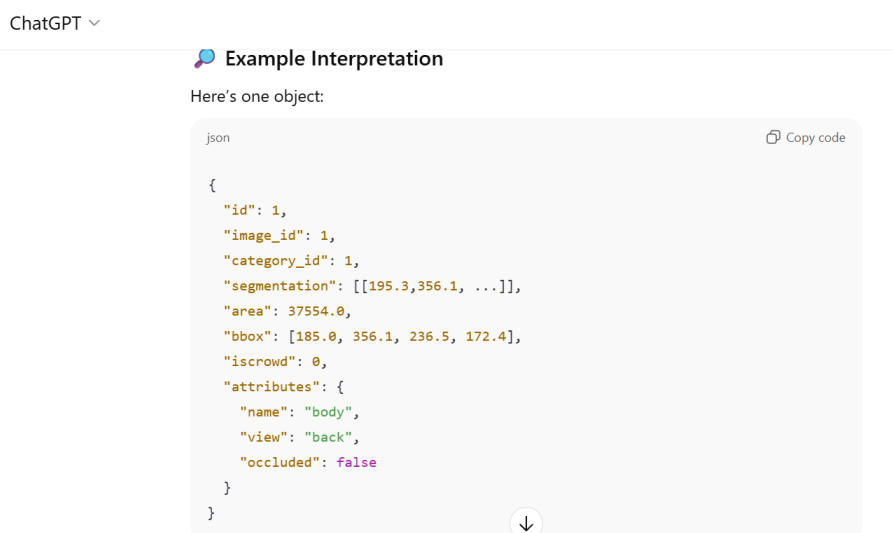 ChatGPT
🔎 Example Interpretation
Here’s one object:
json
Copy code
{
  "id": 1,
  "image_id": 1,
  "category_id": 1,
  "segmentation": [[195.3,356.1, ...]],
  "area": 37554.0,
  "bbox": [185.0, 356.1, 236.5, 172.4],
  "iscrowd": 0,
  "attributes": {
    "name": "body",
    "view": "back",
    "occluded": false
  }
}